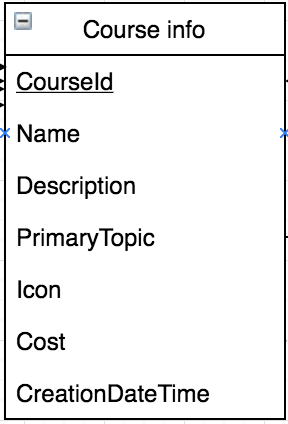 Course info
CourseId
Name
Description
PrimaryTopic
Icon
Cost
CreationDateTime